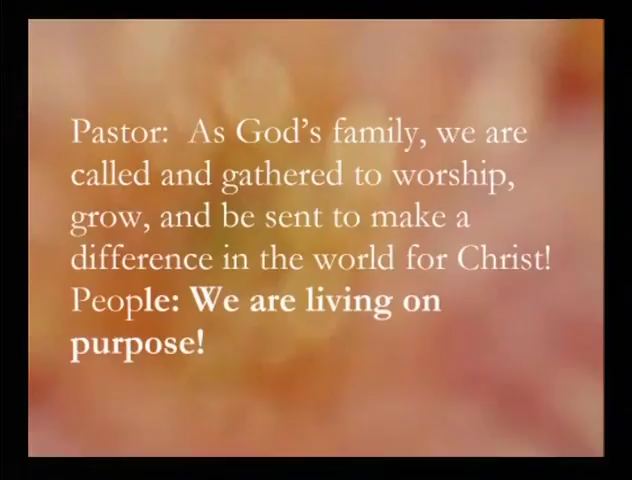 Pastor:  As God’s family, we are
called and gathered to worship,
grow, and be sent to make a
difference in the world for Christ!
People: We are living on
purpose!